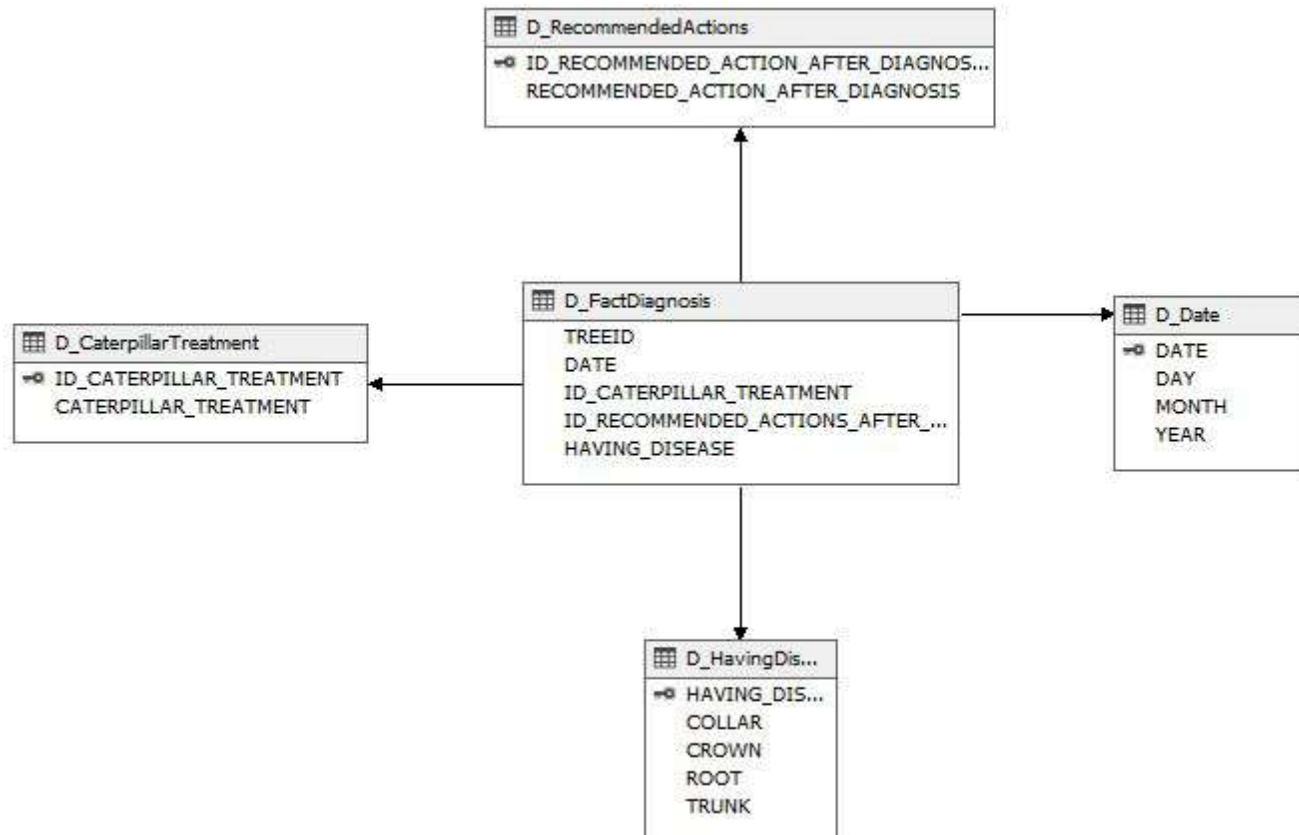 D_RecommendedActions
ID_RECOMMENDED_ACTION_AFTER_DIAGNOS...
RECOMMENDED_ACTION_AFTER_DIAGNOSIS
D_FactDiagnosis
TREEID
DATE
ID_CATERPILLAR_TREATMENT
ID_RECOMMENDED_ACTIONS_AFTER_...
HAVING_DISEASE
D_Date
DATE
DAY
MONTH
YEAR
D_CaterpillarTreatment
ID_CATERPILLAR_TREATMENT
CATERPILLAR_TREATMENT
D_HavingDis...
HAVING_DIS...
COLLAR
CROWN
ROOT
TRUNK